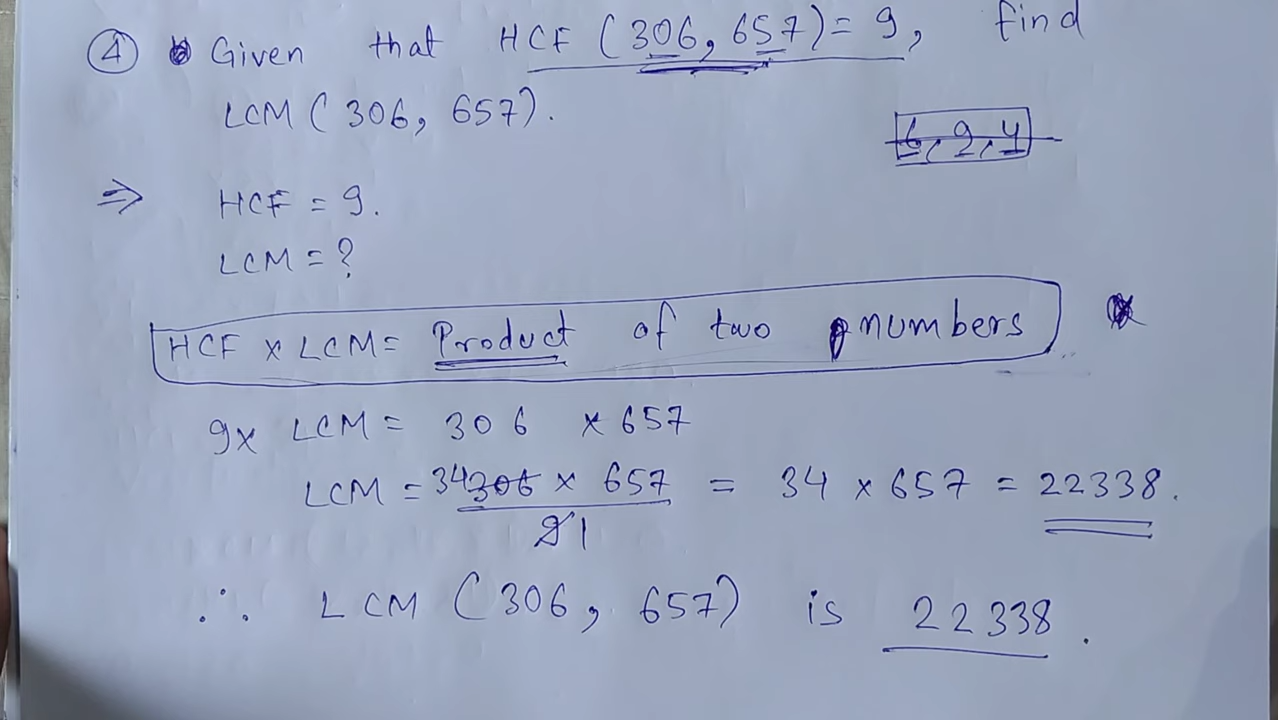 ④ Given that HCF (306, 657) = 9, find
LCM (306, 657).
6, 9, 4
⇒ HCF = 9.
LCM = ?
HCF × LCM = Product of two numbers
9× LCM = 306 × 657
LCM = 34 306 × 657 / 9 1 = 34 × 657 = 22338.
∴ LCM (306, 657) is 22338.